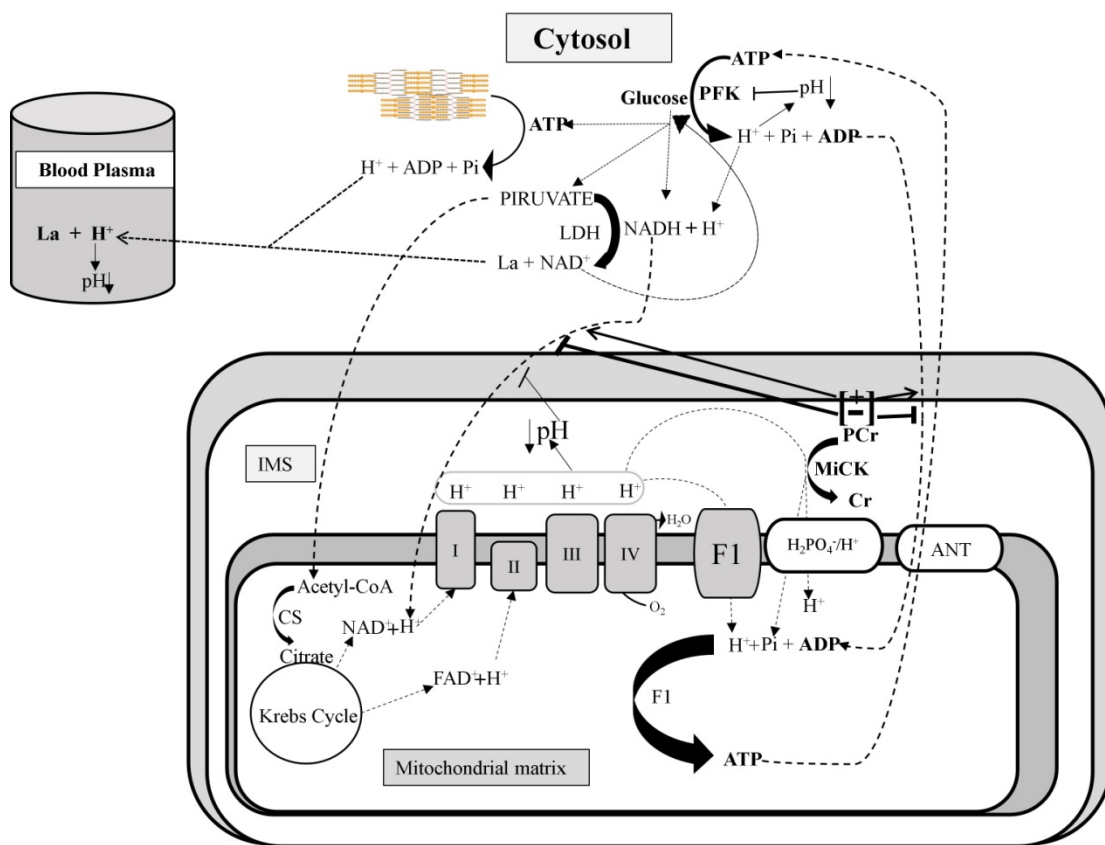 Cytosol
ATP
Glucose PFK pH
ATP
H⁺ + Pi + ADP
Blood Plasma
H⁺ + ADP + Pi
PIRUVATE
La + H⁺
LDH NADH + H⁺
La + NAD⁺
pH
[+
-]
PCr
pH
IMS
MiCK
Cr
H⁺ H⁺ H⁺ H⁺
H₂O
I II III IV F1 H₂PO₄⁻/H⁺ ANT
O₂
H⁺
Acetyl-CoA
CS
NAD⁺+H⁺
Citrate
H⁺+Pi + ADP
FAD⁺+H⁺
F1
Krebs Cycle
ATP
Mitochondrial matrix